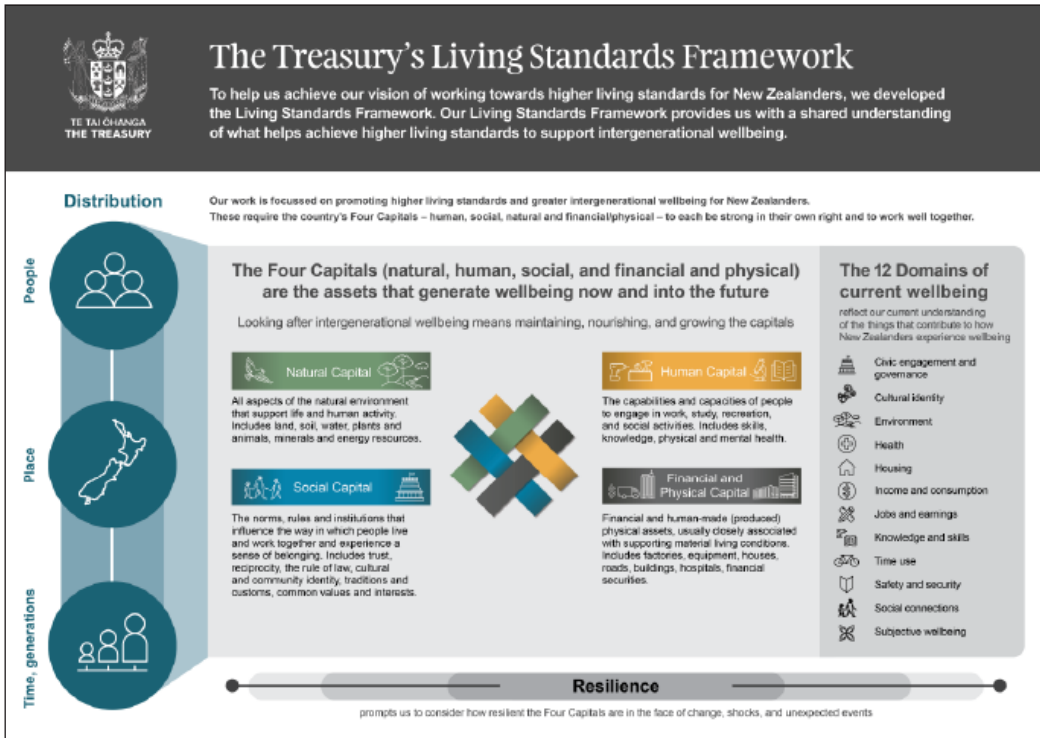 TE TAI ŌHANGA
THE TREASURY
The Treasury's Living Standards Framework
To help us achieve our vision of working towards higher living standards for New Zealanders, we developed
the Living Standards Framework. Our Living Standards Framework provides us with a shared understanding
of what helps achieve higher living standards to support intergenerational wellbeing.
Distribution
People
Place
Time, generations
Our work is focussed on promoting higher living standards and greater intergenerational wellbeing for New Zealanders.
These require the country's Four Capitals – human, social, natural and financial/physical – to each be strong in their own right and to work well together.
The Four Capitals (natural, human, social, and financial and physical)
are the assets that generate wellbeing now and into the future
Looking after intergenerational wellbeing means maintaining, nourishing, and growing the capitals
Natural Capital
All aspects of the natural environment
that support life and human activity.
Includes land, soil, water, plants and
animals, minerals and energy resources.
Human Capital
The capabilities and capacities of people
to engage in work, study, recreation,
and social activities. Includes skills,
knowledge, physical and mental health.
Social Capital
The norms, rules and institutions that
influence the way in which people live
and work together and experience a
sense of belonging. Includes trust,
reciprocity, the rule of law, cultural
and community identity, traditions and
customs, common values and interests.
Financial and
Physical Capital
Financial and human-made (produced)
physical assets, usually closely associated
with supporting material living conditions.
Includes factories, equipment, houses,
roads, buildings, hospitals, financial
securities.
The 12 Domains of
current wellbeing
reflect our current understanding
of the things that contribute to how
New Zealanders experience wellbeing
Civic engagement and
governance
Cultural identity
Environment
Health
Housing
Income and consumption
Jobs and earnings
Knowledge and skills
Time use
Safety and security
Social connections
Subjective wellbeing
Resilience
prompts us to consider how resilient the Four Capitals are in the face of change, shocks, and unexpected events